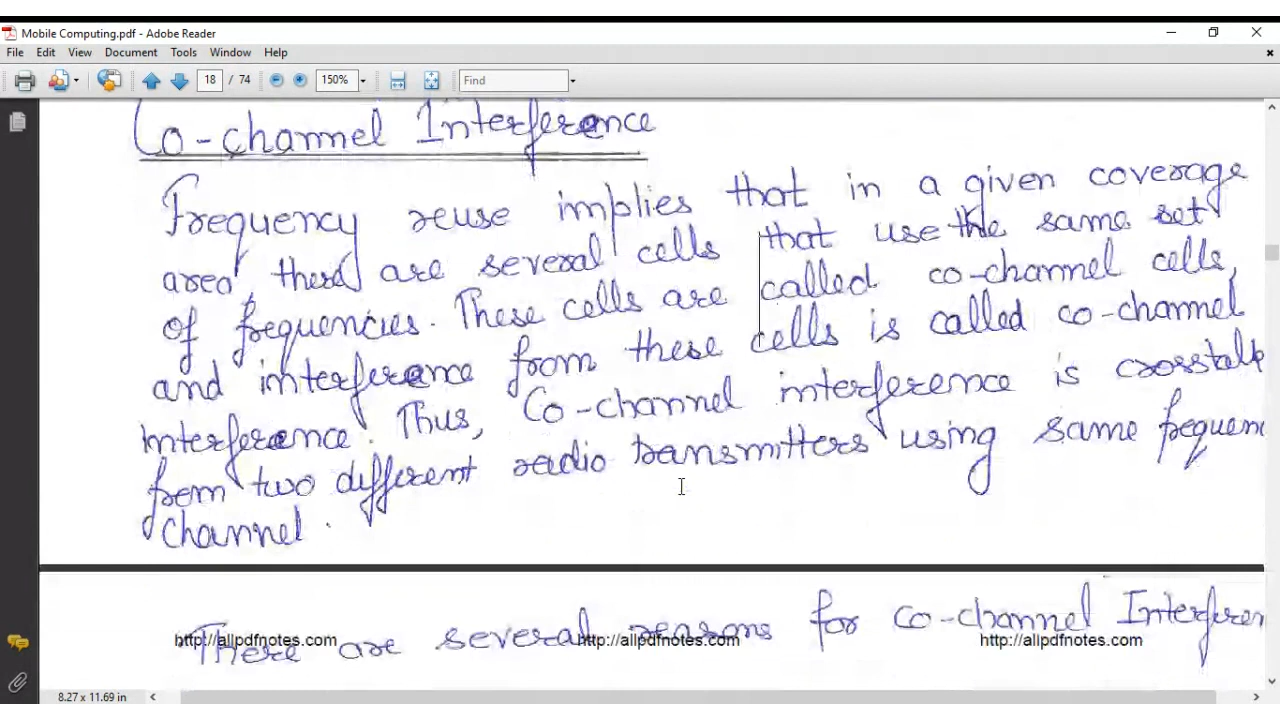 Mobile Computing.pdf - Adobe Reader
File Edit View Document Tools Window Help
18 / 74 150% Find
Co-channel Interference
Frequency reuse implies that in a given coverage
area, there are several cells that use the same set
of frequencies. These cells are called co-channel cells,
and interference from these cells is called co-channel
interference. Thus, Co-channel interference is crosstalk
from two different radio transmitters using same frequen
channel.
There are several reasons for Co-channel Interferen
http://allpdfnotes.com http://allpdfnotes.com http://allpdfnotes.com
8.27 x 11.69 in